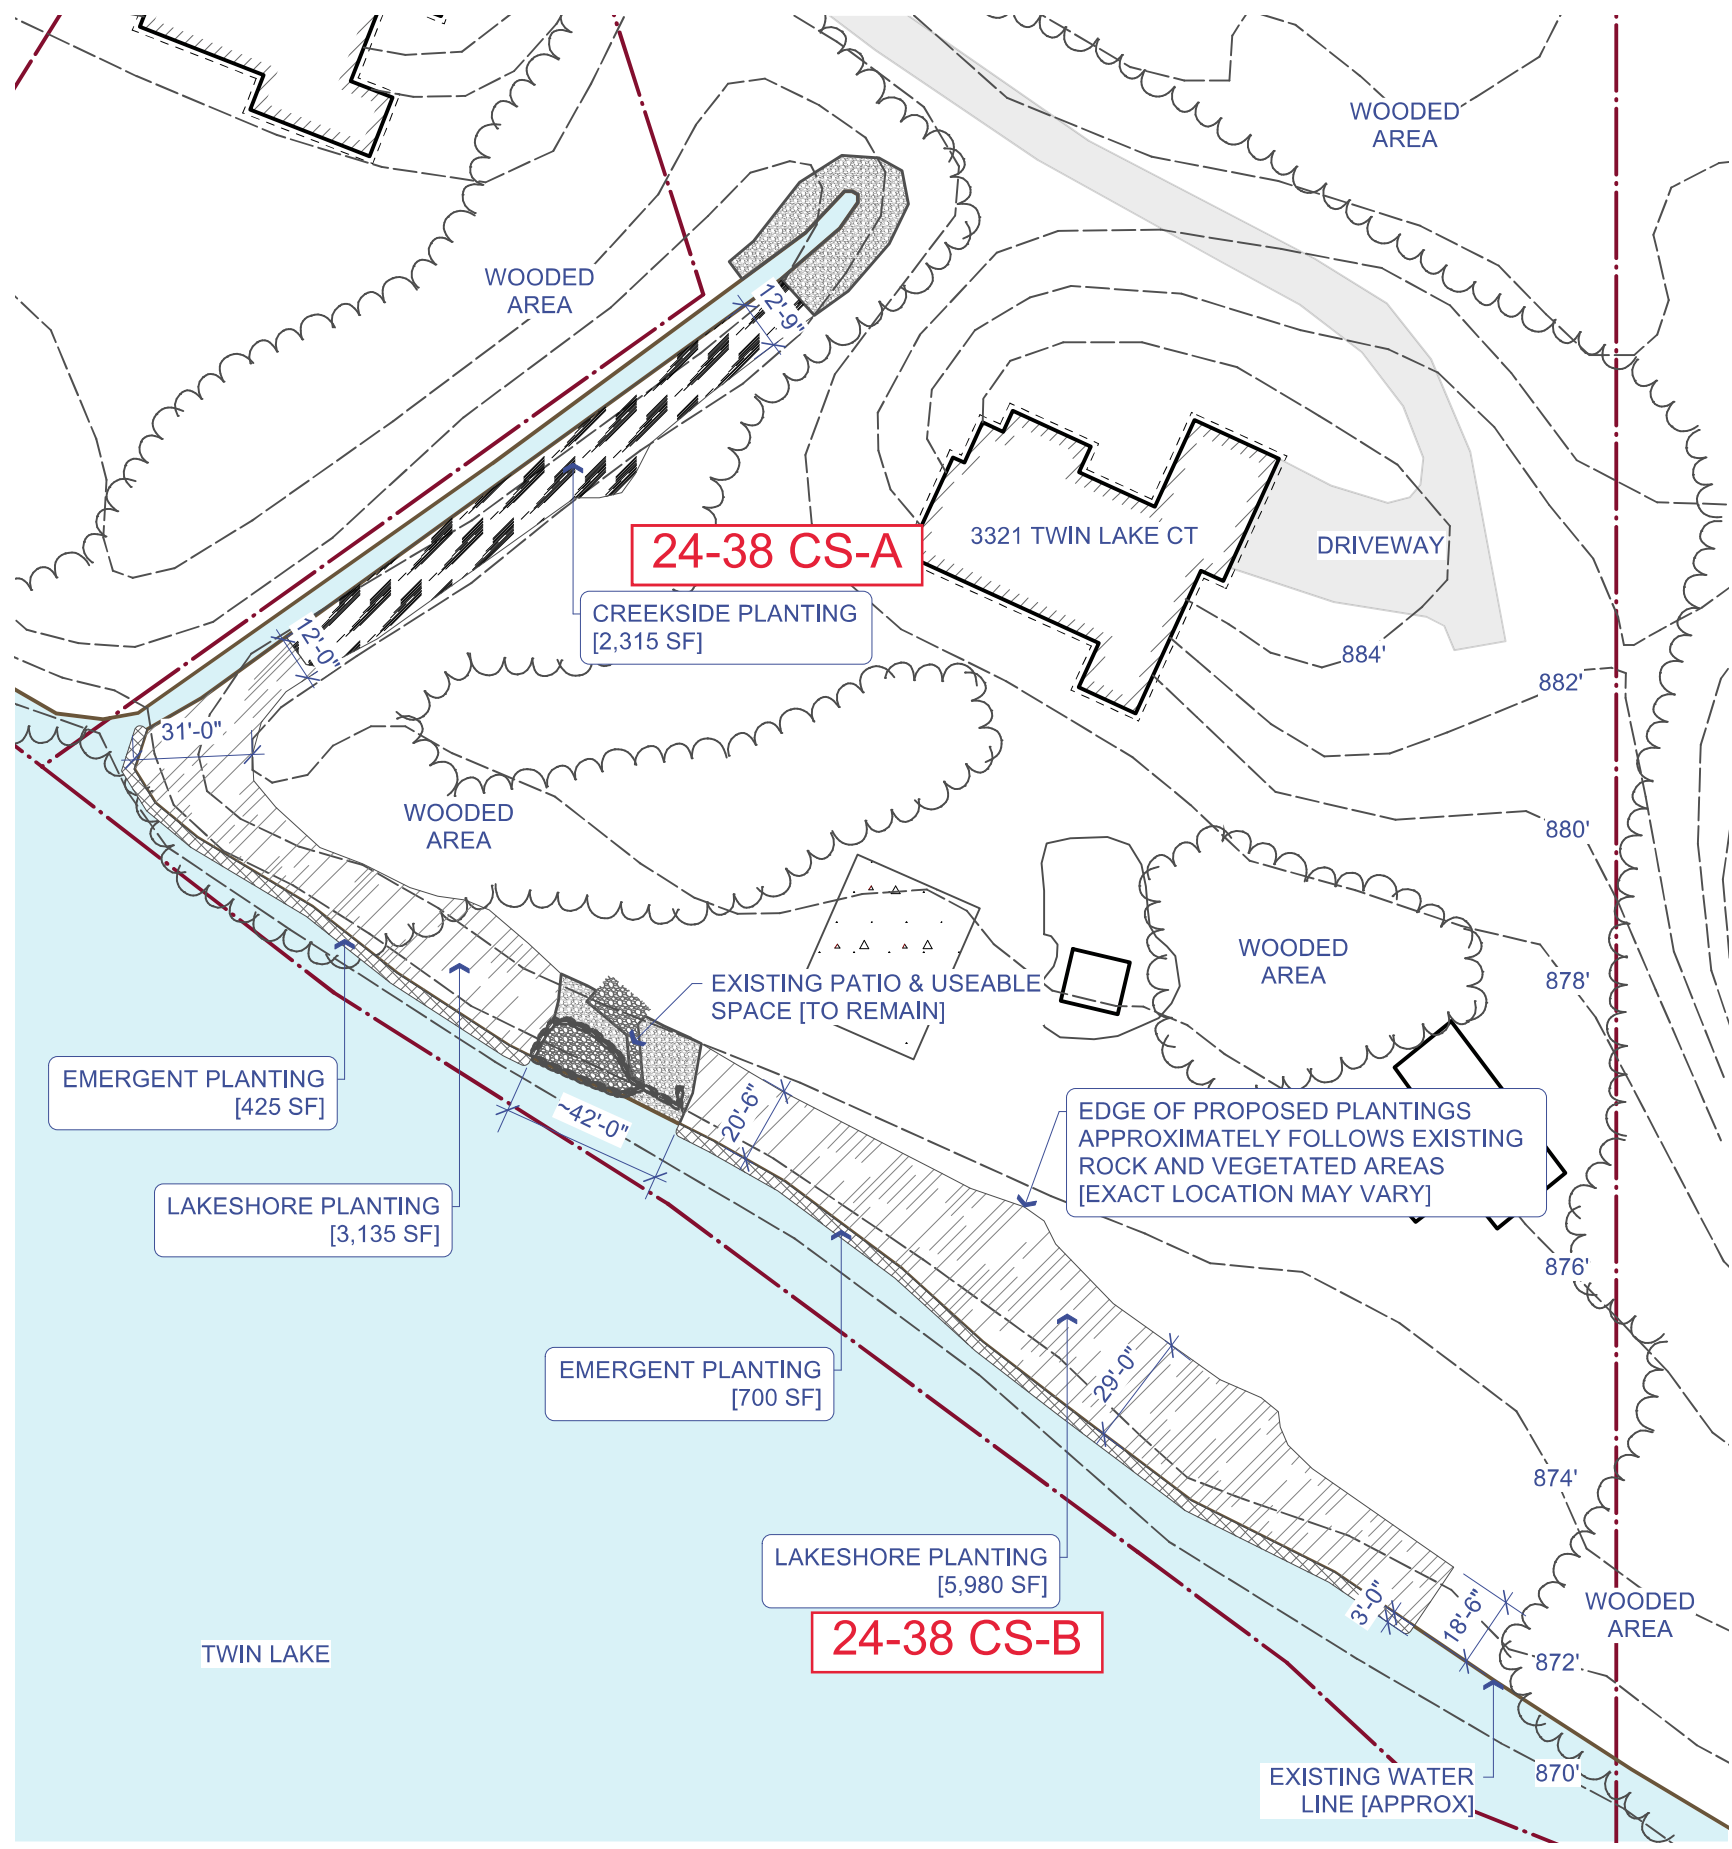 WOODED
AREA
WOODED
AREA
12'-9"
24-38 CS-A
3321 TWIN LAKE CT
DRIVEWAY
CREEKSIDE PLANTING
[2,315 SF]
12'-0"
884'
882'
31'-0"
WOODED
AREA
880'
WOODED
AREA
878'
EXISTING PATIO & USEABLE
SPACE [TO REMAIN]
EMERGENT PLANTING
[425 SF]
~42'-0"
20'-6"
EDGE OF PROPOSED PLANTINGS
APPROXIMATELY FOLLOWS EXISTING
ROCK AND VEGETATED AREAS
[EXACT LOCATION MAY VARY]
LAKESHORE PLANTING
[3,135 SF]
876'
EMERGENT PLANTING
[700 SF]
29'-0"
874'
LAKESHORE PLANTING
[5,980 SF]
3'-0"
18'-6"
WOODED
AREA
24-38 CS-B
TWIN LAKE
872'
870'
EXISTING WATER
LINE [APPROX]